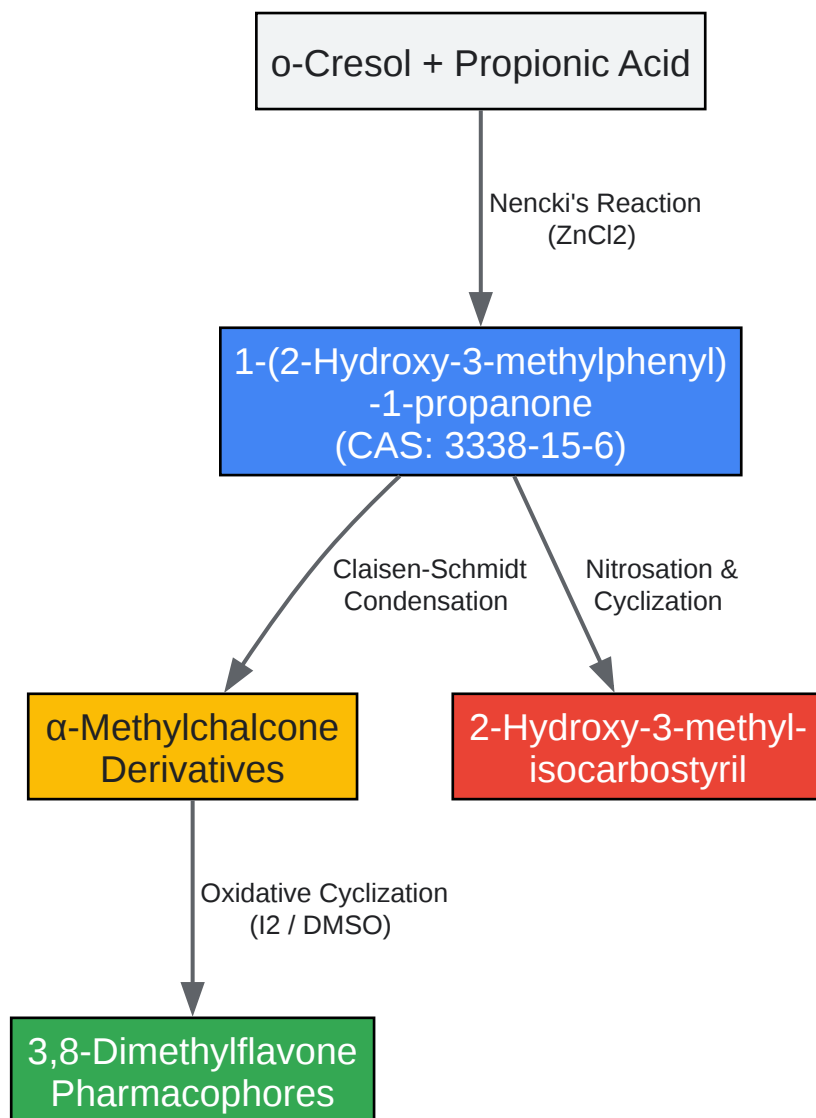 o-Cresol + Propionic Acid
Nencki's Reaction
(ZnCl2)
1-(2-Hydroxy-3-methylphenyl)
-1-propanone
(CAS: 3338-15-6)
Claisen-Schmidt
Condensation
Nitrosation &
Cyclization
α-Methylchalcone
Derivatives
2-Hydroxy-3-methyl-
isocarbostyril
Oxidative Cyclization
(I2 / DMSO)
3,8-Dimethylflavone
Pharmacophores